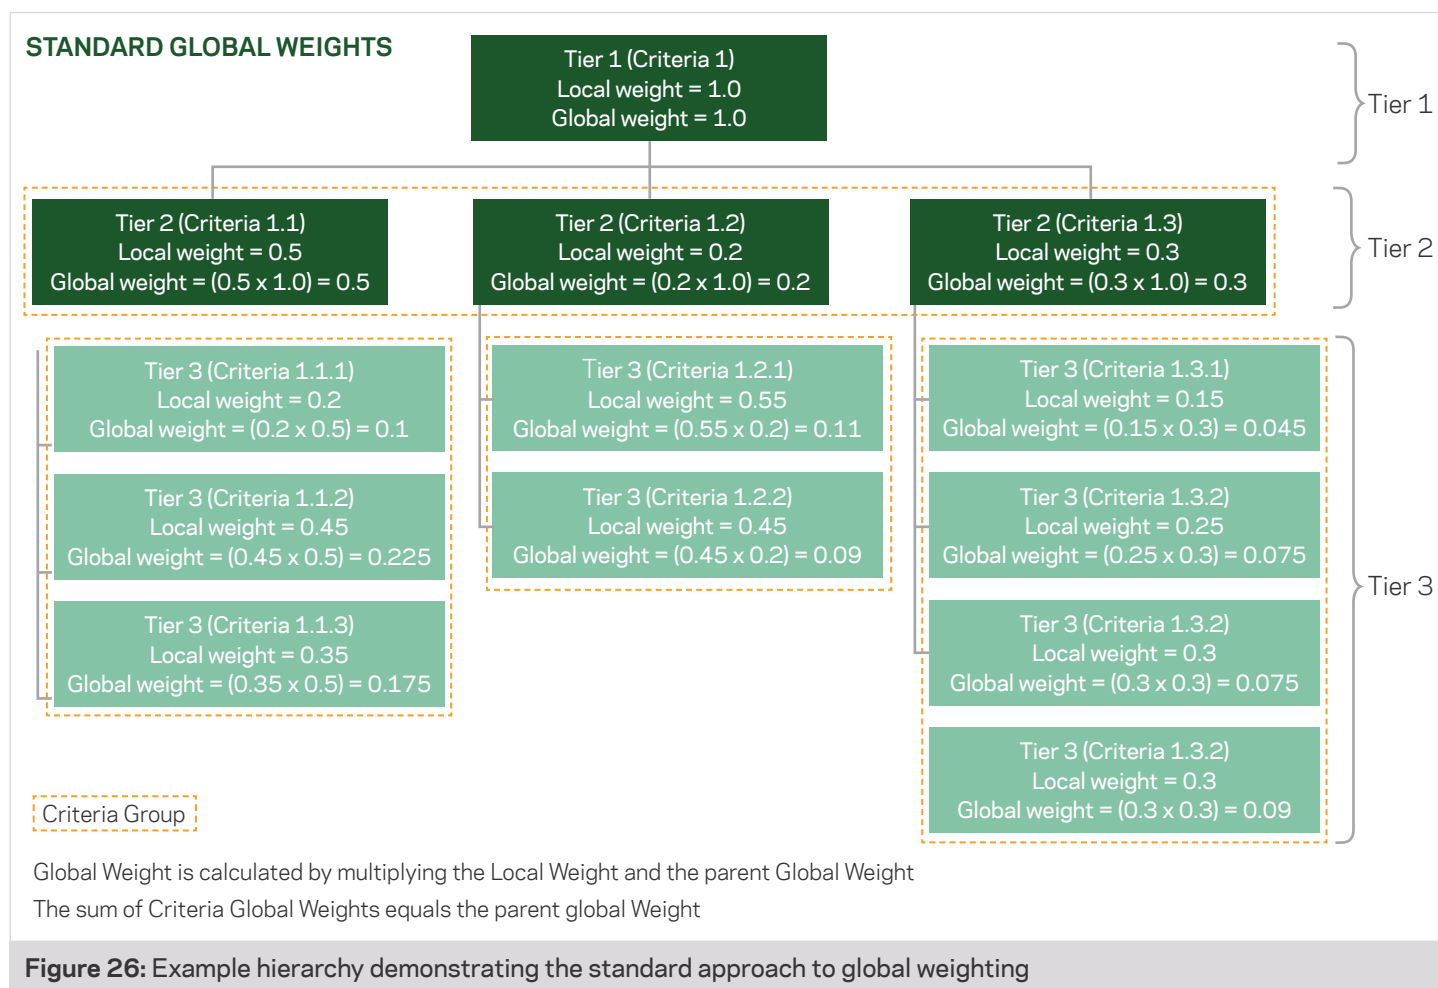 STANDARD GLOBAL WEIGHTS
Tier 1 (Criteria 1)
Local weight = 1.0
Global weight = 1.0
Tier 1
Tier 2 (Criteria 1.1)
Local weight = 0.5
Global weight = (0.5 x 1.0) = 0.5
Tier 2 (Criteria 1.2)
Local weight = 0.2
Global weight = (0.2 x 1.0) = 0.2
Tier 2 (Criteria 1.3)
Local weight = 0.3
Global weight = (0.3 x 1.0) = 0.3
Tier 2
Tier 3 (Criteria 1.1.1)
Local weight = 0.2
Global weight = (0.2 x 0.5) = 0.1
Tier 3 (Criteria 1.1.2)
Local weight = 0.45
Global weight = (0.45 x 0.5) = 0.225
Tier 3 (Criteria 1.1.3)
Local weight = 0.35
Global weight = (0.35 x 0.5) = 0.175
Tier 3 (Criteria 1.2.1)
Local weight = 0.55
Global weight = (0.55 x 0.2) = 0.11
Tier 3 (Criteria 1.2.2)
Local weight = 0.45
Global weight = (0.45 x 0.2) = 0.09
Tier 3 (Criteria 1.3.1)
Local weight = 0.15
Global weight = (0.15 x 0.3) = 0.045
Tier 3 (Criteria 1.3.2)
Local weight = 0.25
Global weight = (0.25 x 0.3) = 0.075
Tier 3 (Criteria 1.3.2)
Local weight = 0.3
Global weight = (0.3 x 0.3) = 0.075
Tier 3 (Criteria 1.3.2)
Local weight = 0.3
Global weight = (0.3 x 0.3) = 0.09
Tier 3
Criteria Group
Global Weight is calculated by multiplying the Local Weight and the parent Global Weight
The sum of Criteria Global Weights equals the parent global Weight
Figure 26: Example hierarchy demonstrating the standard approach to global weighting